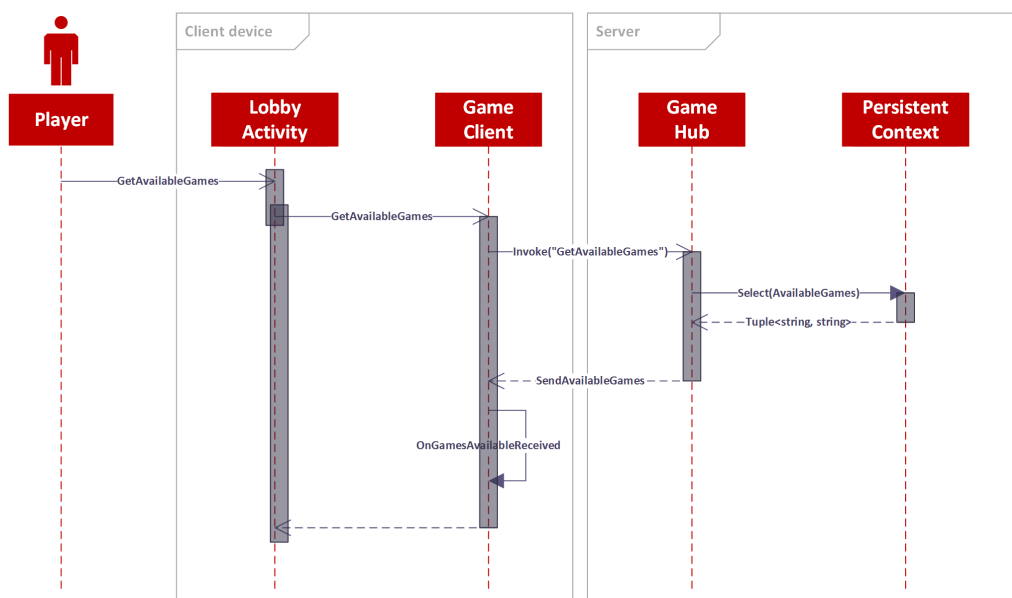 Client device
Server
Player
Lobby
Activity
Game
Client
Game
Hub
Persistent
Context
GetAvailableGames
GetAvailableGames
Invoke("GetAvailableGames")
Select(AvailableGames)
Tuple<string, string>
SendAvailableGames
OnGamesAvailableReceived